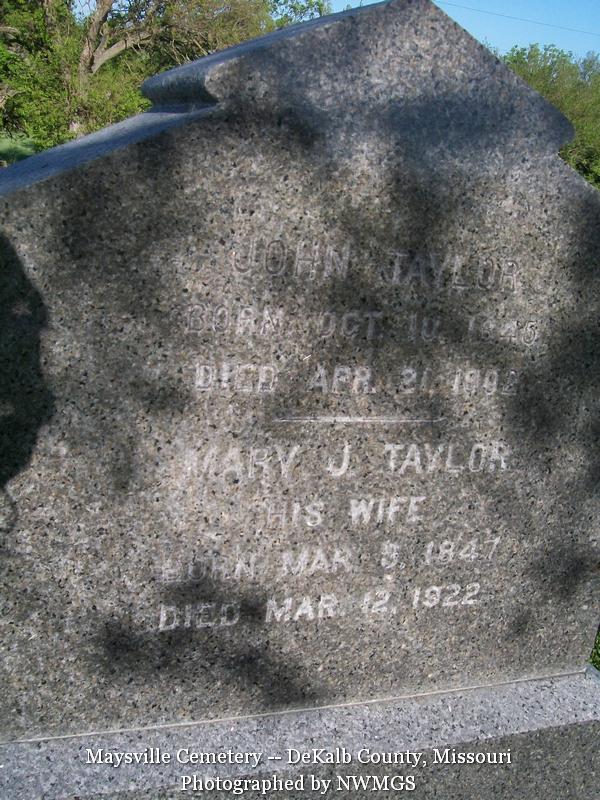 JOHN TAYLOR
BORN OCT. 10, 1845
DIED APR. 21, 1902
MARY J. TAYLOR
HIS WIFE
BORN MAR. 3, 1847
DIED MAR. 12, 1922
Maysville Cemetery -- DeKalb County, Missouri
Photographed by NWMGS